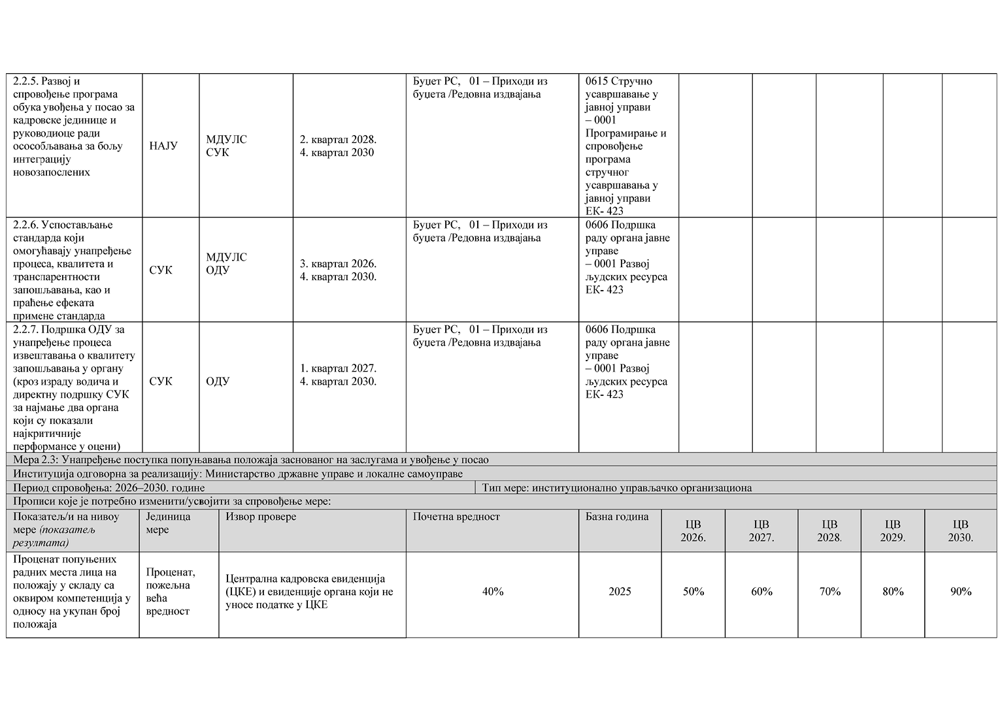 2.2.5. Развој и
спровођење програма
обука увођења у посао за
кадровске јединице и
руководиоце ради
осособљавања за бољу
интеграцију
новозапослених
НАЈУ
МДУЛС
СУК
2. квартал 2028.
4. квартал 2030
Буџет РС, 01 – Приходи из
буџета /Редовна издвајања
0615 Стручно
усавршавање у
јавној управи
– 0001
Програмирање и
спровођење
програма
стручног
усавршавања у
јавној управи
ЕК- 423
2.2.6. Успостављање
стандарда који
омогућавају унапређење
процеса, квалитета и
транспарентности
запошљавања, као и
праћење ефеката
примене стандарда
СУК
МДУЛС
ОДУ
3. квартал 2026.
4. квартал 2030.
Буџет РС, 01 – Приходи из
буџета /Редовна издвајања
0606 Подршка
раду органа јавне
управе
– 0001 Развој
људских ресурса
ЕК- 423
2.2.7. Подршка ОДУ за
унапређење процеса
извештавања о квалитету
запошљавања у органу
(кроз израду водича и
директну подршку СУК
за најмање два органа
који су показали
најкритичније
перформансе у оцени)
СУК
ОДУ
1. квартал 2027.
4. квартал 2030.
Буџет РС, 01 – Приходи из
буџета /Редовна издвајања
0606 Подршка
раду органа јавне
управе
– 0001 Развој
људских ресурса
ЕК- 423
Мера 2.3: Унапређење поступка попуњавања положаја заснованог на заслугама и увођење у посао
Институција одговорна за реализацију: Министарство државне управе и локалне самоуправе
Период спровођења: 2026–2030. године
Тип мере: институционално управљачко организациона
Прописи које је потребно изменити/усвојити за спровођење мере:
Показатељ/и на нивоу
мере (показатељ
резултата)
Јединица
мере
Извор провере
Почетна вредност
Базна година
ЦВ
2026.
ЦВ
2027.
ЦВ
2028.
ЦВ
2029.
ЦВ
2030.
Проценат попуњених
радних места лица на
положају у складу са
оквиром компетенција у
односу на укупан број
положаја
Проценат,
пожељна
већа
вредност
Централна кадровска евиденција
(ЦКЕ) и евиденције органа који не
уносе податке у ЦКЕ
40%
2025
50%
60%
70%
80%
90%